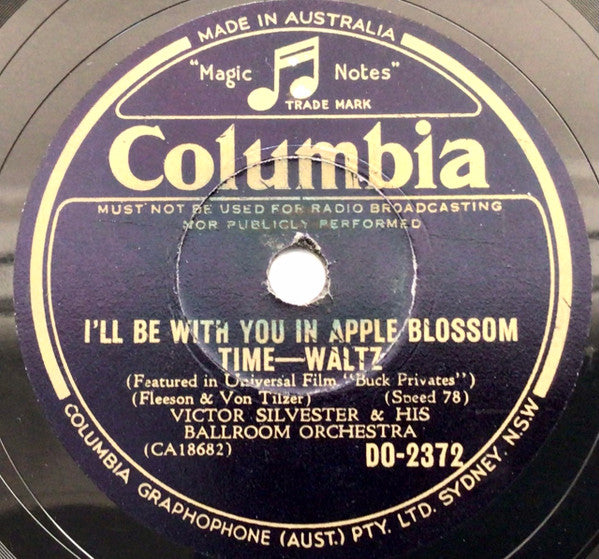 MADE IN AUSTRALIA
"Magic Notes"
TRADE MARK
Columbia
MUST NOT BE USED FOR RADIO BROADCASTING
NOR PUBLICLY PERFORMED
I'LL BE WITH YOU IN APPLE BLOSSOM
TIME—WALTZ
(Featured in Universal Film "Buck Privates")
(Fleeson & Von Tilzer) (Speed 78)
VICTOR SILVESTER & HIS
BALLROOM ORCHESTRA
(CA18682) DO-2372
COLUMBIA GRAPHOPHONE (AUST.) PTY. LTD. SYDNEY. N.S.W